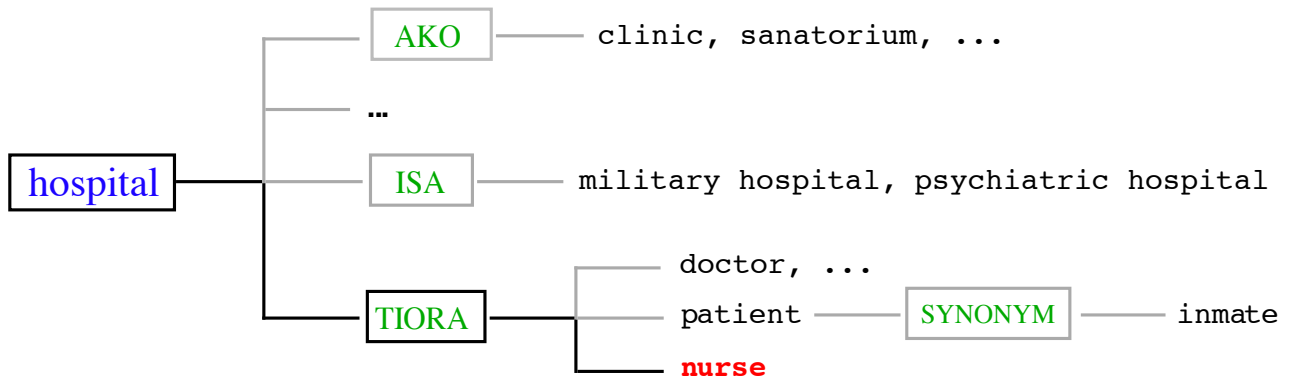 AKO clinic, sanatorium, ...
...
hospital ISA military hospital, psychiatric hospital
doctor, ...
TIORA patient SYNONYM inmate
nurse